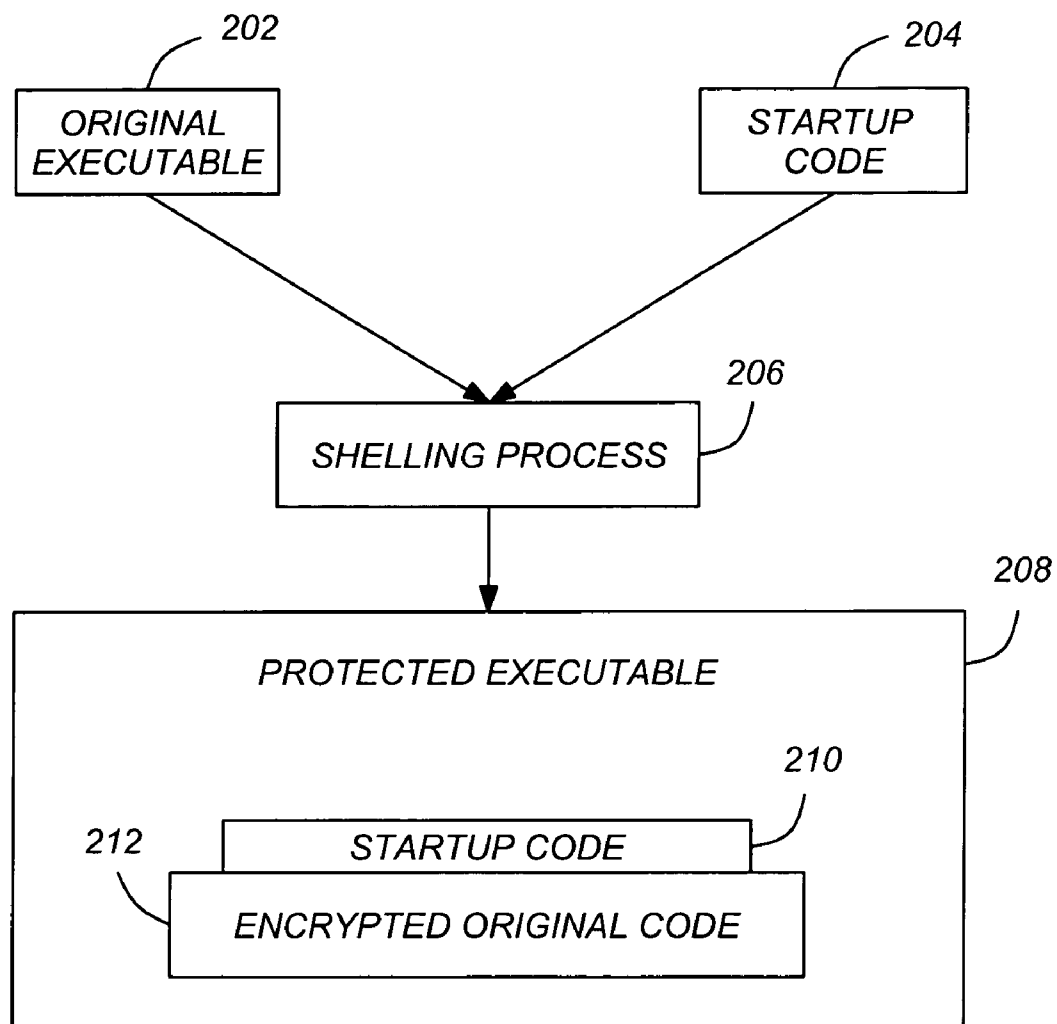 202
204
ORIGINAL
EXECUTABLE
STARTUP
CODE
206
SHELLING PROCESS
208
PROTECTED EXECUTABLE
210
212
STARTUP CODE
ENCRYPTED ORIGINAL CODE